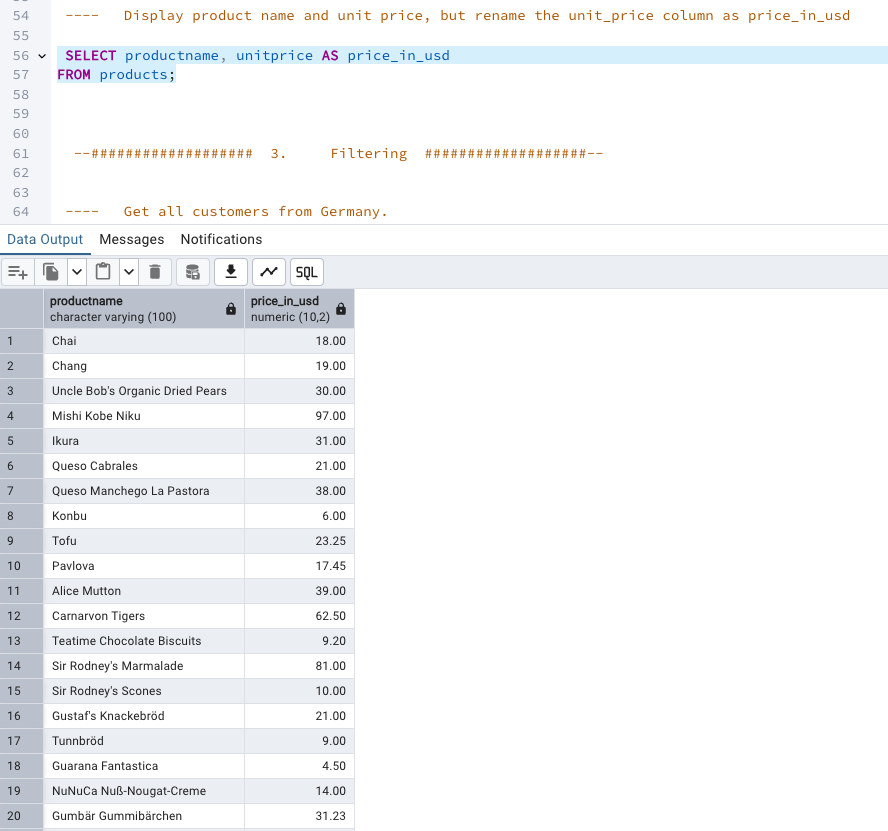 54 ---- Display product name and unit price, but rename the unit_price column as price_in_usd
55
56 SELECT productname, unitprice AS price_in_usd
57 FROM products;
58
59
60
61 --################### 3. Filtering ###################--
62
63
64 ---- Get all customers from Germany.
Data Output Messages Notifications
SQL
productname price_in_usd
character varying (100) numeric (10,2)
1 Chai 18.00
2 Chang 19.00
3 Uncle Bob's Organic Dried Pears 30.00
4 Mishi Kobe Niku 97.00
5 Ikura 31.00
6 Queso Cabrales 21.00
7 Queso Manchego La Pastora 38.00
8 Konbu 6.00
9 Tofu 23.25
10 Pavlova 17.45
11 Alice Mutton 39.00
12 Carnarvon Tigers 62.50
13 Teatime Chocolate Biscuits 9.20
14 Sir Rodney's Marmalade 81.00
15 Sir Rodney's Scones 10.00
16 Gustaf's Knackebröd 21.00
17 Tunnbröd 9.00
18 Guarana Fantastica 4.50
19 NuNuCa Nuß-Nougat-Creme 14.00
20 Gumbär Gummibärchen 31.23